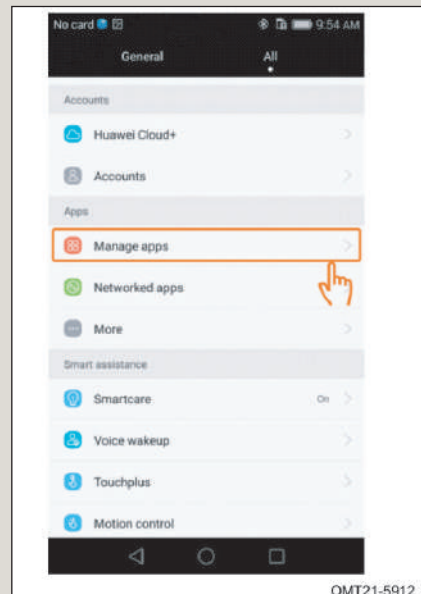 No card 9:54 AM
General All
Accounts
Huawei Cloud+
Accounts
Apps
Manage apps
Networked apps
More
Smart assistance
Smartcare On
Voice wakeup
Touchplus
Motion control
OMT21-5912